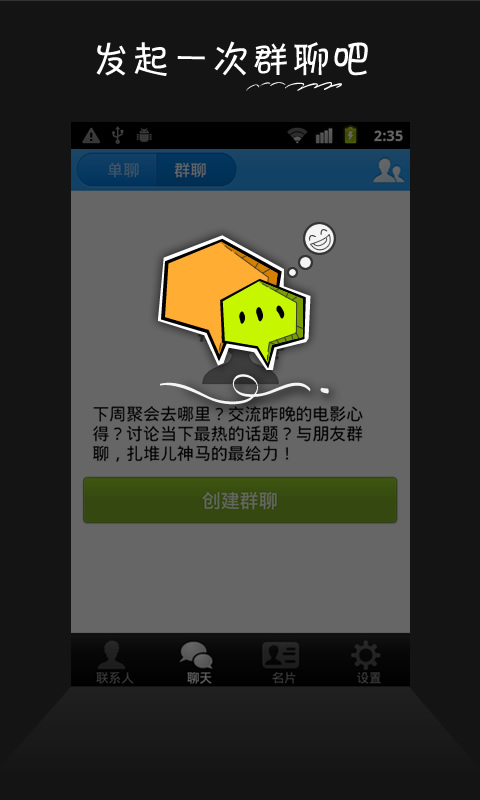 发起一次群聊吧
2:35
单聊 群聊
下周聚会去哪里？交流昨晚的电影心
得？讨论当下最热的话题？与朋友群
聊，扎堆儿神马的最给力！
创建群聊
联系人 聊天 名片 设置